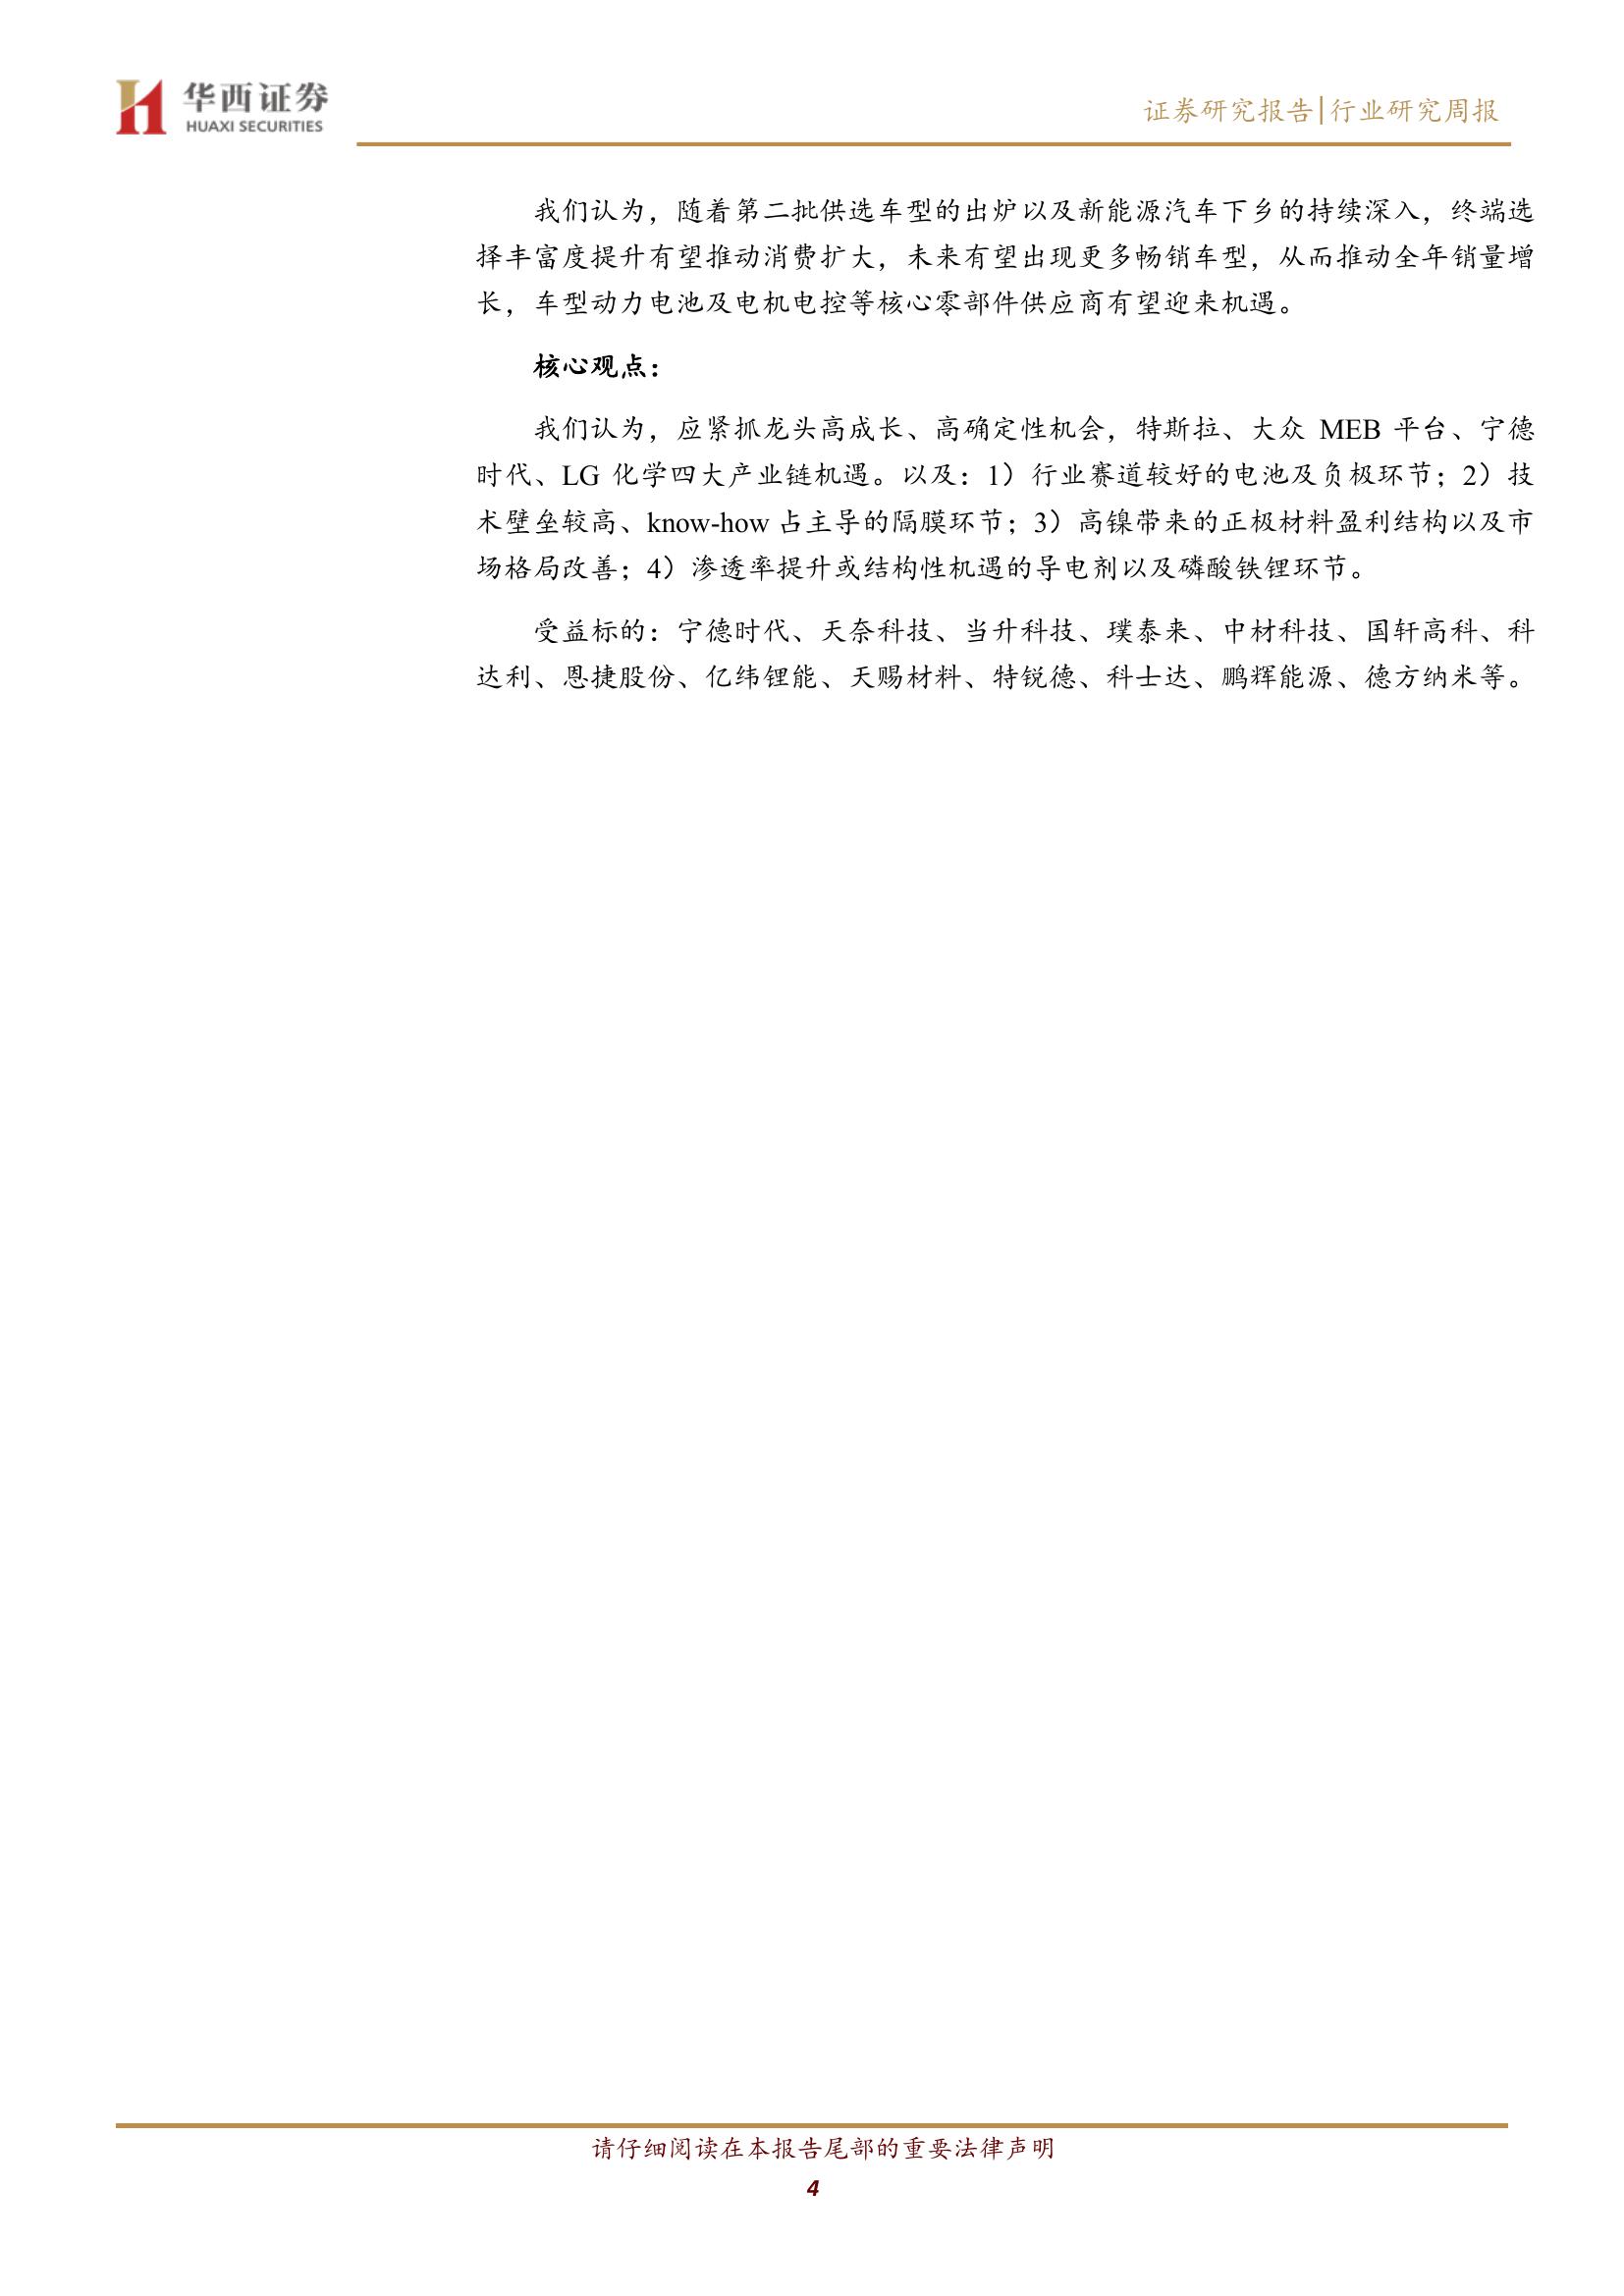 华西证券
HUAXI SECURITIES
证券研究报告|行业研究周报
我们认为，随着第二批供选车型的出炉以及新能源汽车下乡的持续深入，终端选
择丰富度提升有望推动消费扩大，未来有望出现更多畅销车型，从而推动全年销量增
长，车型动力电池及电机电控等核心零部件供应商有望迎来机遇。
核心观点：
我们认为，应紧抓龙头高成长、高确定性机会，特斯拉、大众 MEB 平台、宁德
时代、LG 化学四大产业链机遇。以及：1）行业赛道较好的电池及负极环节；2）技
术壁垒较高、know-how 占主导的隔膜环节；3）高镍带来的正极材料盈利结构以及市
场格局改善；4）渗透率提升或结构性机遇的导电剂以及磷酸铁锂环节。
受益标的：宁德时代、天奈科技、当升科技、璞泰来、中材科技、国轩高科、科
达利、恩捷股份、亿纬锂能、天赐材料、特锐德、科士达、鹏辉能源、德方纳米等。
请仔细阅读在本报告尾部的重要法律声明
4